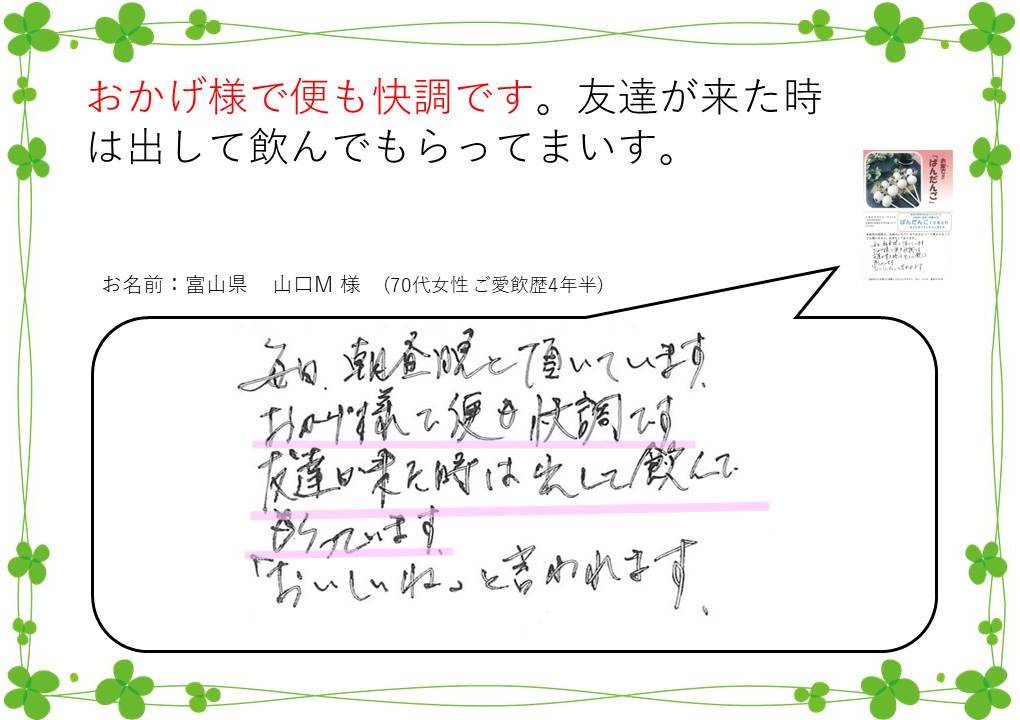 おかげ様で便も快調です。友達が来た時
は出して飲んでもらってまいす。
「ぱんだんご」
お名前：富山県　山口M 様　(70代女性 ご愛飲歴4年半)
毎日、朝昼晩と頂いています。
おかげ様で便も快調です
友達が来た時は出して飲んで
もらっています。
「おいしいね」と言われます。